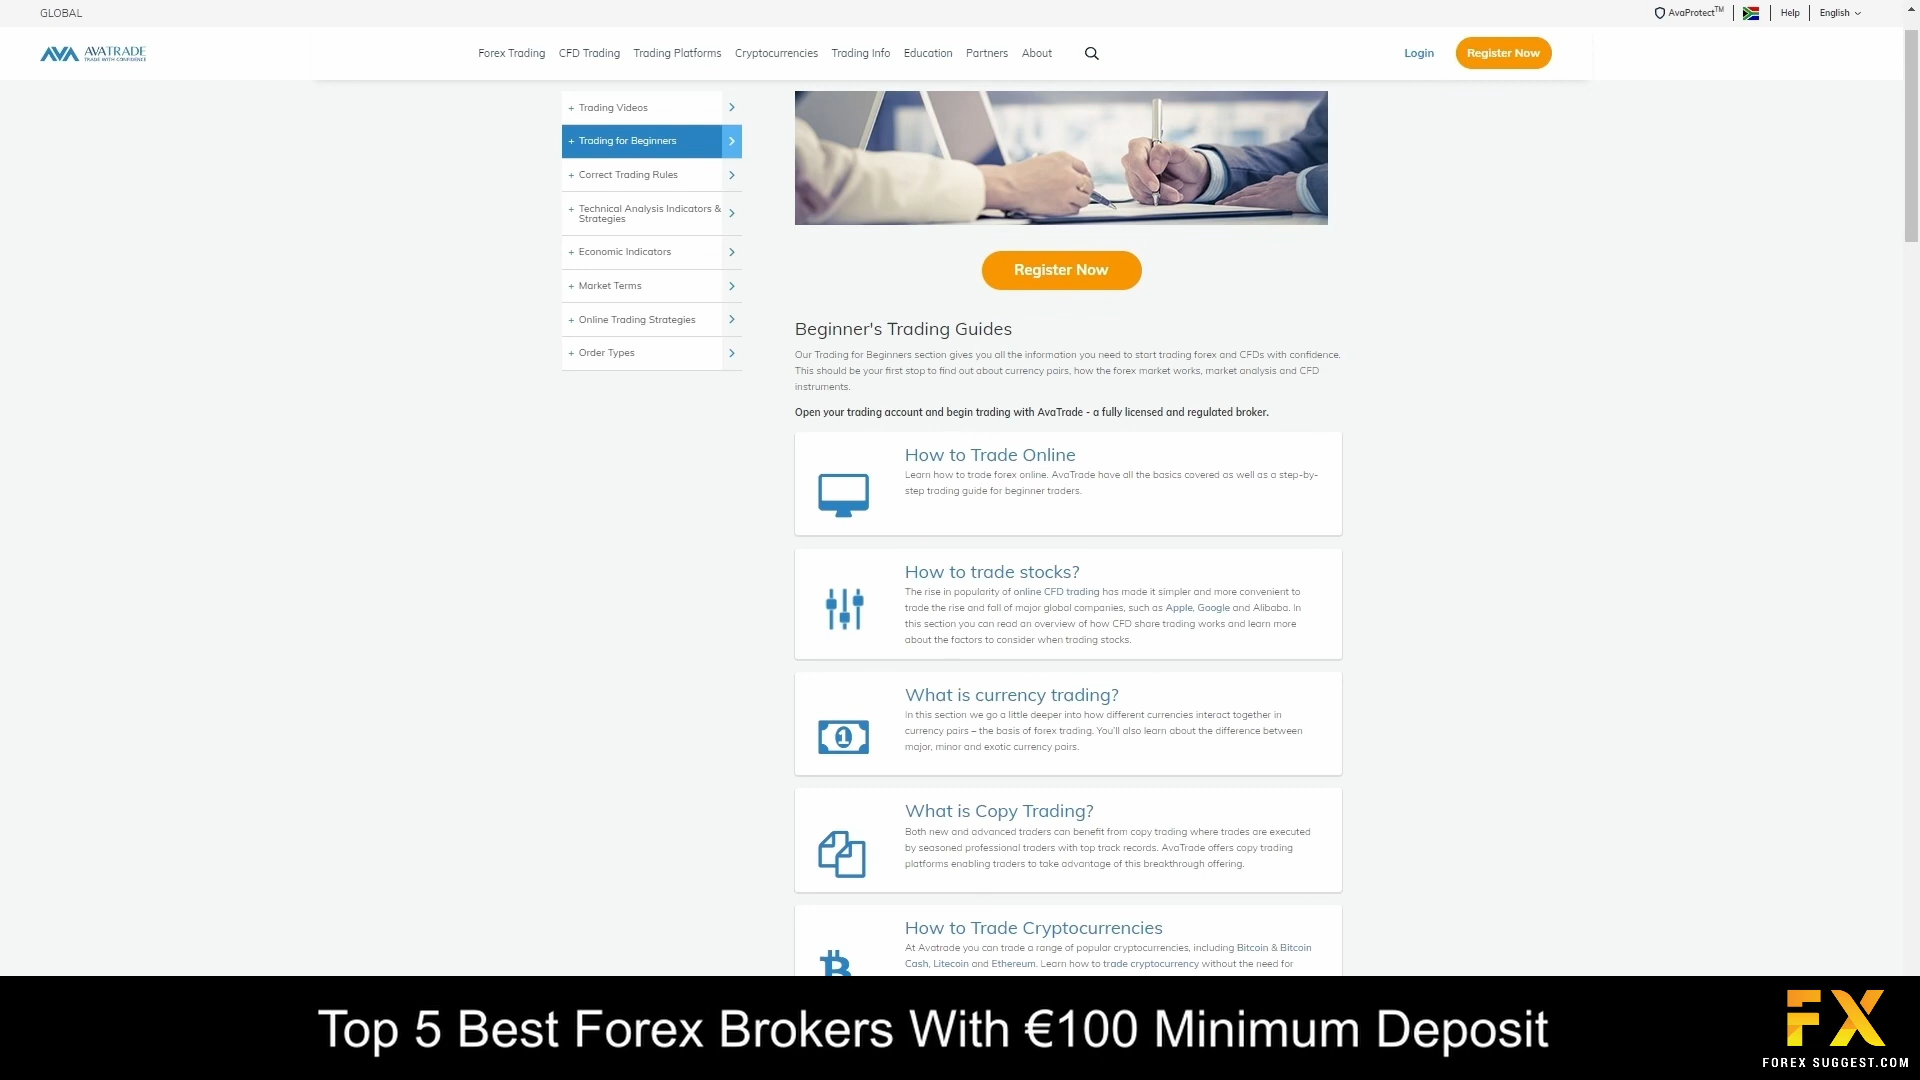 GLOBAL
AvaProtect™
Help
English
AVATRADE
TRADE WITH CONFIDENCE
Forex Trading
CFD Trading
Trading Platforms
Cryptocurrencies
Trading Info
Education
Partners
About
Login
Register Now
+ Trading Videos
+ Trading for Beginners
+ Correct Trading Rules
+ Technical Analysis Indicators &
Strategies
+ Economic Indicators
+ Market Terms
+ Online Trading Strategies
+ Order Types
Register Now
Beginner's Trading Guides
Our Trading for Beginners section gives you all the information you need to start trading forex and CFDs with confidence.
This should be your first stop to find out about currency pairs, how the forex market works, market analysis and CFD
instruments.
Open your trading account and begin trading with AvaTrade - a fully licensed and regulated broker.
How to Trade Online
Learn how to trade forex online. AvaTrade have all the basics covered as well as a step-by-
step trading guide for beginner traders.
How to trade stocks?
The rise in popularity of online CFD trading has made it simpler and more convenient to
trade the rise and fall of major global companies, such as Apple, Google and Alibaba. In
this section you can read an overview of how CFD share trading works and learn more
about the factors to consider when trading stocks.
What is currency trading?
In this section we go a little deeper into how different currencies interact together in
currency pairs – the basis of forex trading. You'll also learn about the difference between
major, minor and exotic currency pairs.
What is Copy Trading?
Both new and advanced traders can benefit from copy trading where trades are executed
by seasoned professional traders with top track records. AvaTrade offers copy trading
platforms enabling traders to take advantage of this breakthrough offering.
How to Trade Cryptocurrencies
At Avatrade you can trade a range of popular cryptocurrencies, including Bitcoin & Bitcoin
Cash, Litecoin and Ethereum. Learn how to trade cryptocurrency without the need for
Top 5 Best Forex Brokers With €100 Minimum Deposit
FX
FOREX SUGGEST.COM